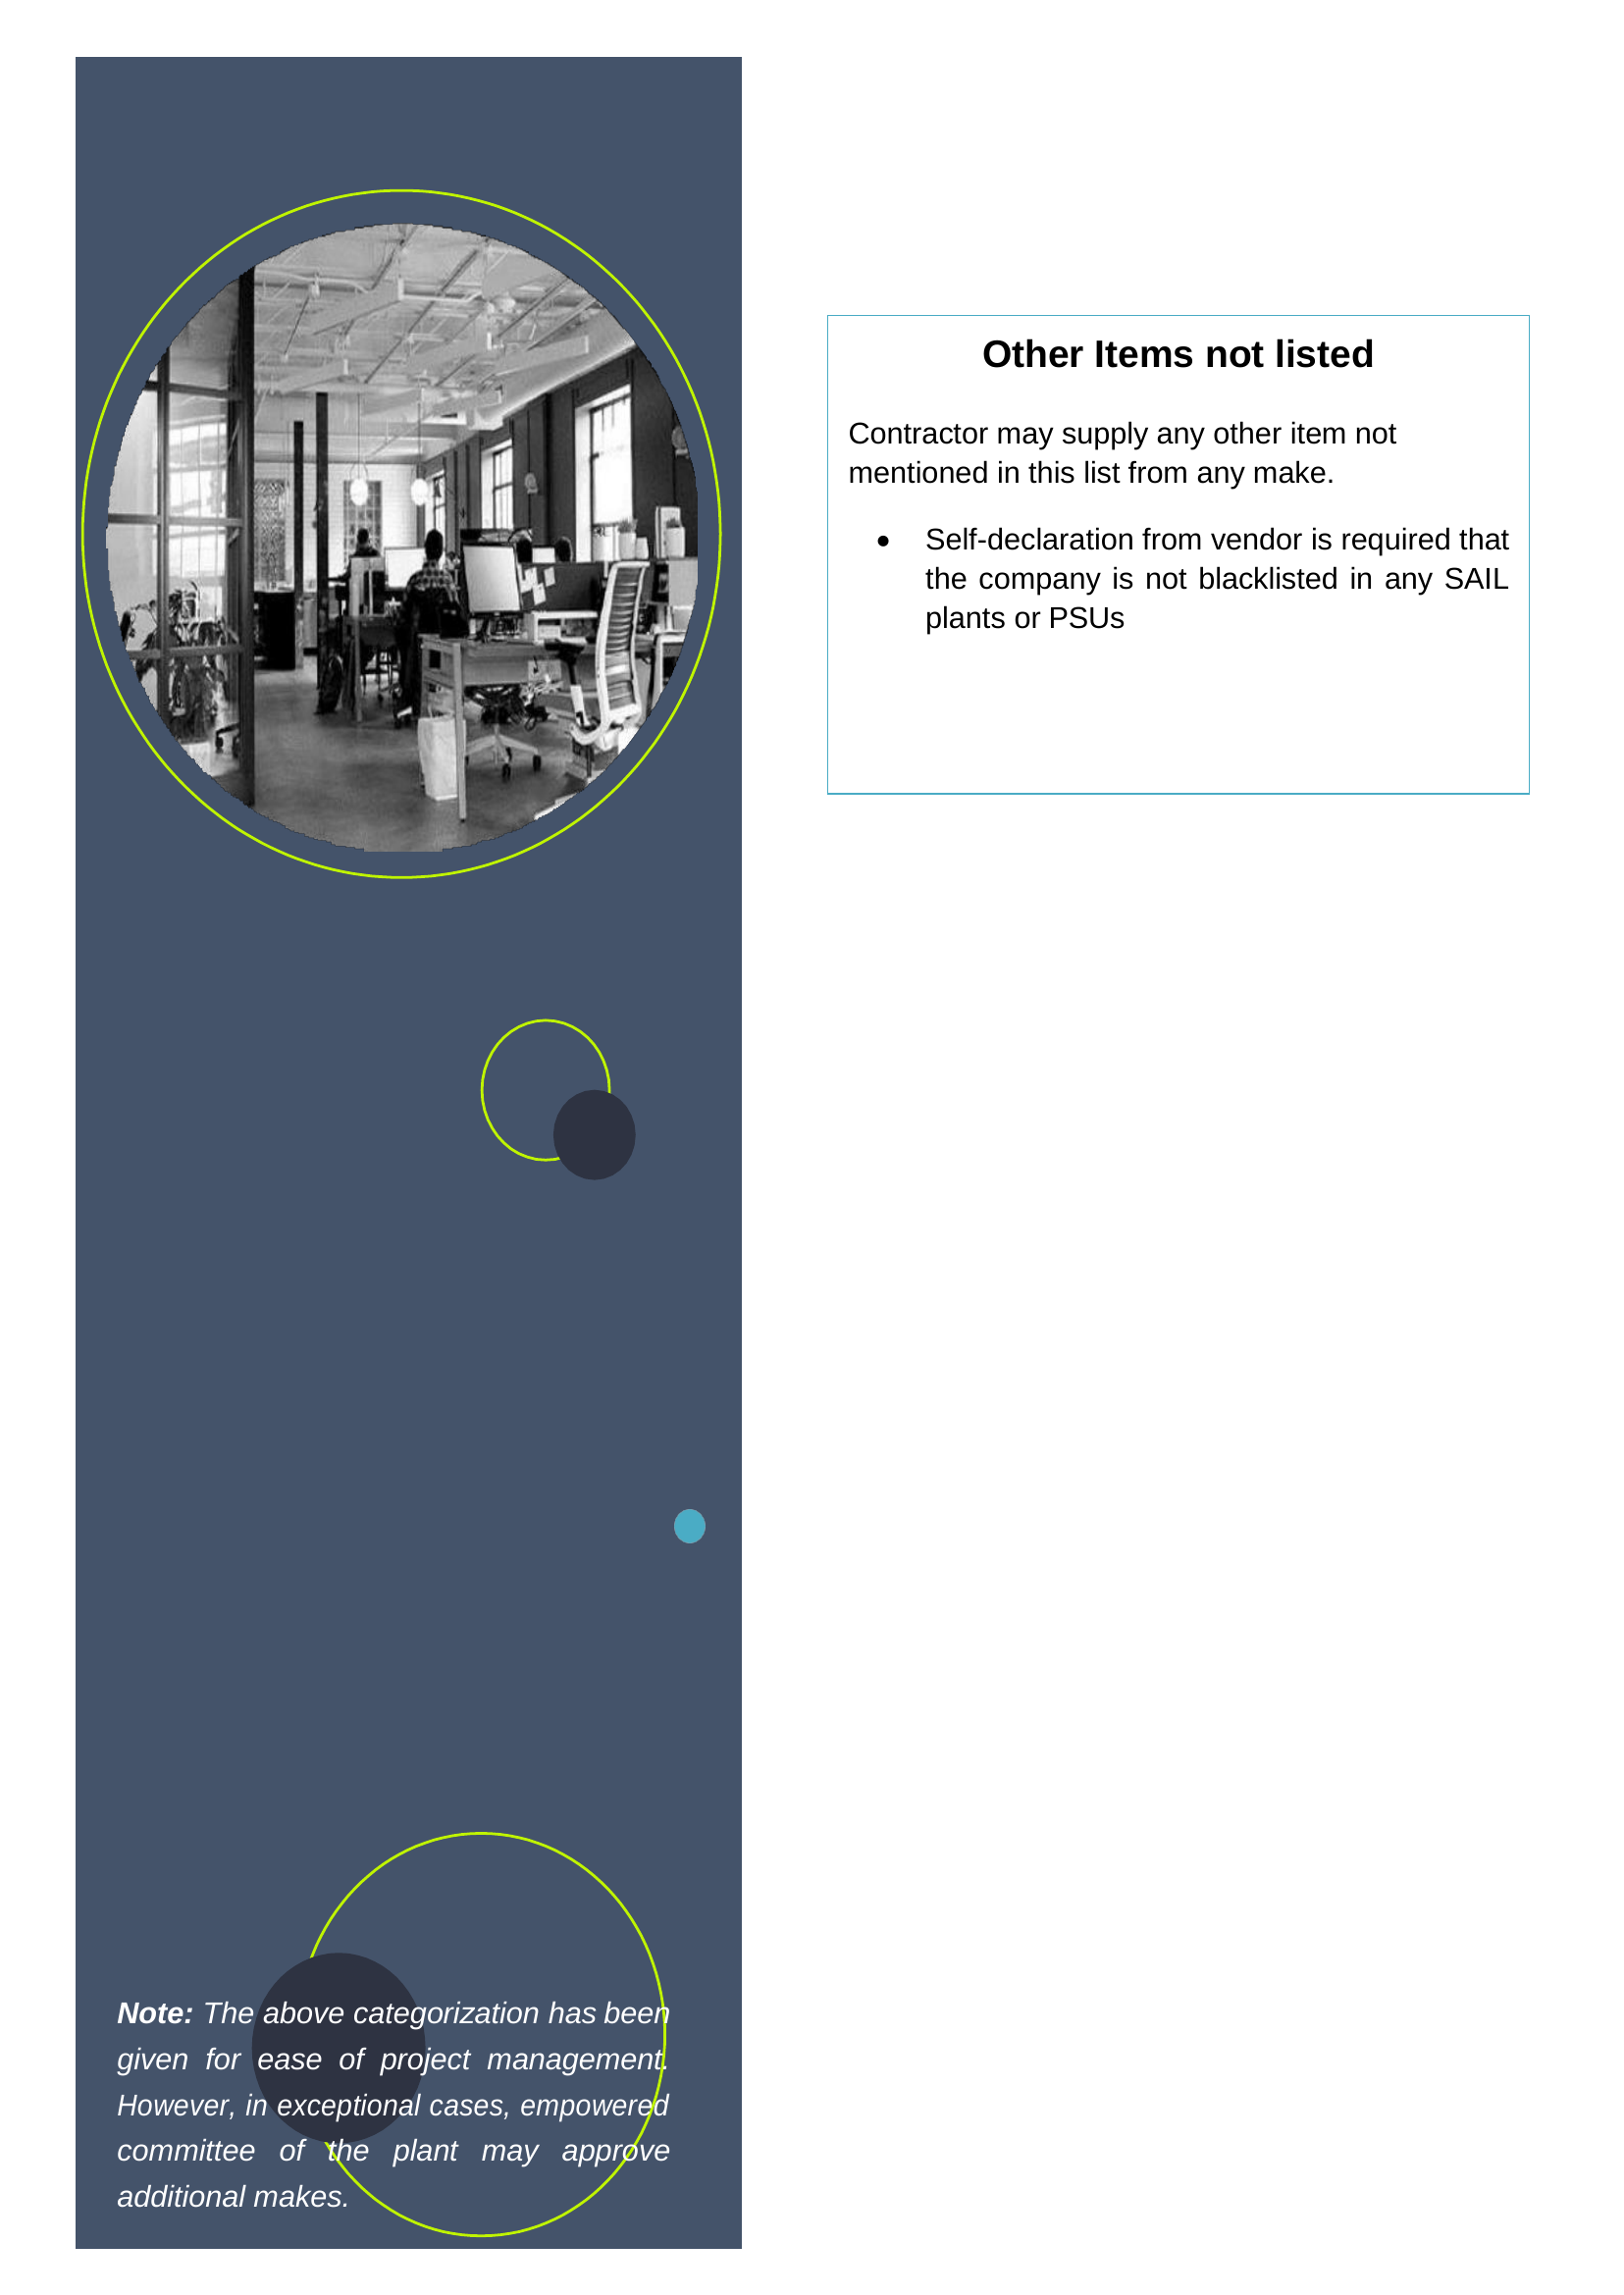 Other Items not listed
Contractor may supply any other item not
mentioned in this list from any make.
• Self-declaration from vendor is required that
the company is not blacklisted in any SAIL
plants or PSUs
Note: The above categorization has been
given for ease of project management.
However, in exceptional cases, empowered
committee of the plant may approve
additional makes.